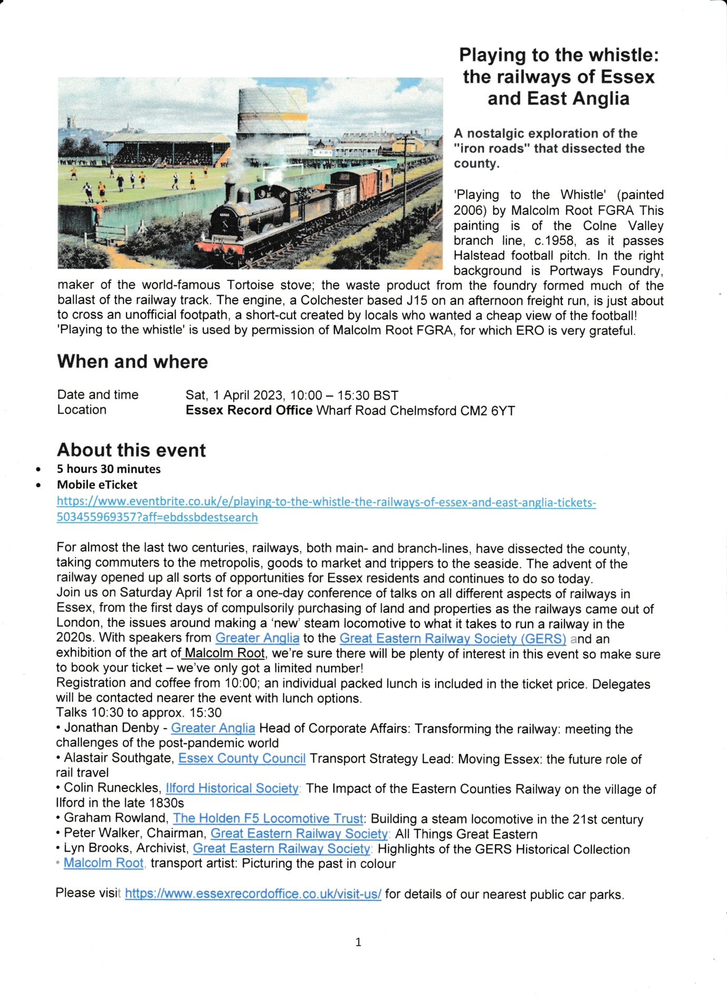 Playing to the whistle:
the railways of Essex
and East Anglia
A nostalgic exploration of the
"iron roads" that dissected the
county.
'Playing to the Whistle' (painted
2006) by Malcolm Root FGRA This
painting is of the Colne Valley
branch line, c.1958, as it passes
Halstead football pitch. In the right
background is Portways Foundry,
maker of the world-famous Tortoise stove; the waste product from the foundry formed much of the
ballast of the railway track. The engine, a Colchester based J15 on an afternoon freight run, is just about
to cross an unofficial footpath, a short-cut created by locals who wanted a cheap view of the football!
'Playing to the whistle' is used by permission of Malcolm Root FGRA, for which ERO is very grateful.
When and where
Date and time Sat, 1 April 2023, 10:00 – 15:30 BST
Location Essex Record Office Wharf Road Chelmsford CM2 6YT
About this event
• 5 hours 30 minutes
• Mobile eTicket
https://www.eventbrite.co.uk/e/playing-to-the-whistle-the-railways-of-essex-and-east-anglia-tickets-
503455969357?aff=ebdssbdestsearch
For almost the last two centuries, railways, both main- and branch-lines, have dissected the county,
taking commuters to the metropolis, goods to market and trippers to the seaside. The advent of the
railway opened up all sorts of opportunities for Essex residents and continues to do so today.
Join us on Saturday April 1st for a one-day conference of talks on all different aspects of railways in
Essex, from the first days of compulsorily purchasing of land and properties as the railways came out of
London, the issues around making a ‘new’ steam locomotive to what it takes to run a railway in the
2020s. With speakers from Greater Anglia to the Great Eastern Railway Society (GERS) and an
exhibition of the art of Malcolm Root, we’re sure there will be plenty of interest in this event so make sure
to book your ticket – we’ve only got a limited number!
Registration and coffee from 10:00; an individual packed lunch is included in the ticket price. Delegates
will be contacted nearer the event with lunch options.
Talks 10:30 to approx. 15:30
• Jonathan Denby - Greater Anglia Head of Corporate Affairs: Transforming the railway: meeting the
challenges of the post-pandemic world
• Alastair Southgate, Essex County Council Transport Strategy Lead: Moving Essex: the future role of
rail travel
• Colin Runeckles, Ilford Historical Society: The Impact of the Eastern Counties Railway on the village of
Ilford in the late 1830s
• Graham Rowland, The Holden F5 Locomotive Trust: Building a steam locomotive in the 21st century
• Peter Walker, Chairman, Great Eastern Railway Society: All Things Great Eastern
• Lyn Brooks, Archivist, Great Eastern Railway Society: Highlights of the GERS Historical Collection
• Malcolm Root, transport artist: Picturing the past in colour
Please visit https://www.essexrecordoffice.co.uk/visit-us/ for details of our nearest public car parks.
1